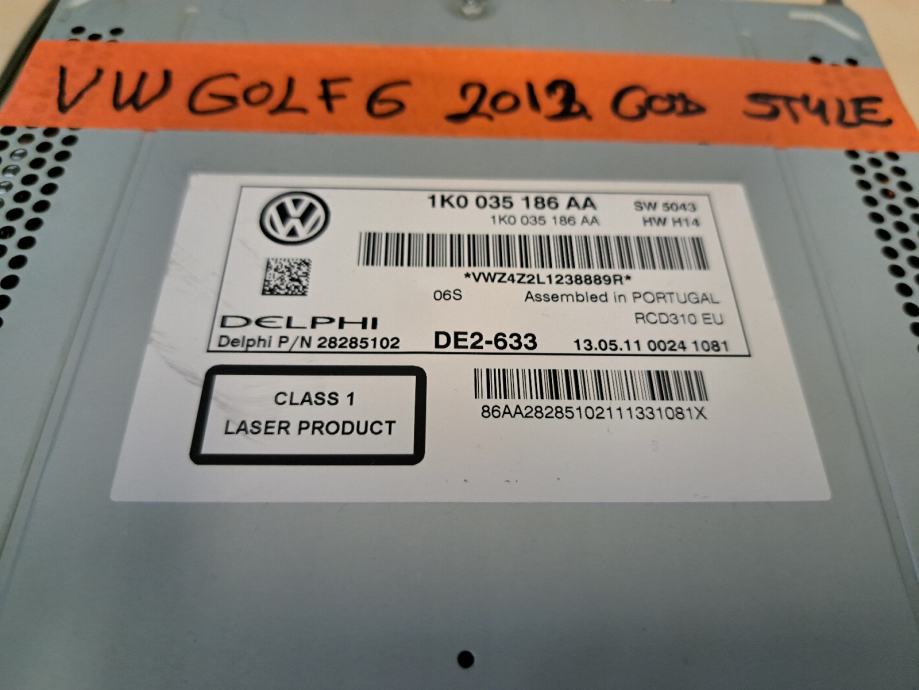 VW GOLF 6 2012 COD STYLE
1K0 035 186 AA SW 5043
1K0 035 186 AA HW H14
*VWZ4Z2L1238889R*
06S Assembled in PORTUGAL
RCD310 EU
DELPHI
Delphi P/N 28285102 DE2-633 13.05.11 0024 1081
CLASS 1
LASER PRODUCT
86AA28285102111331081X